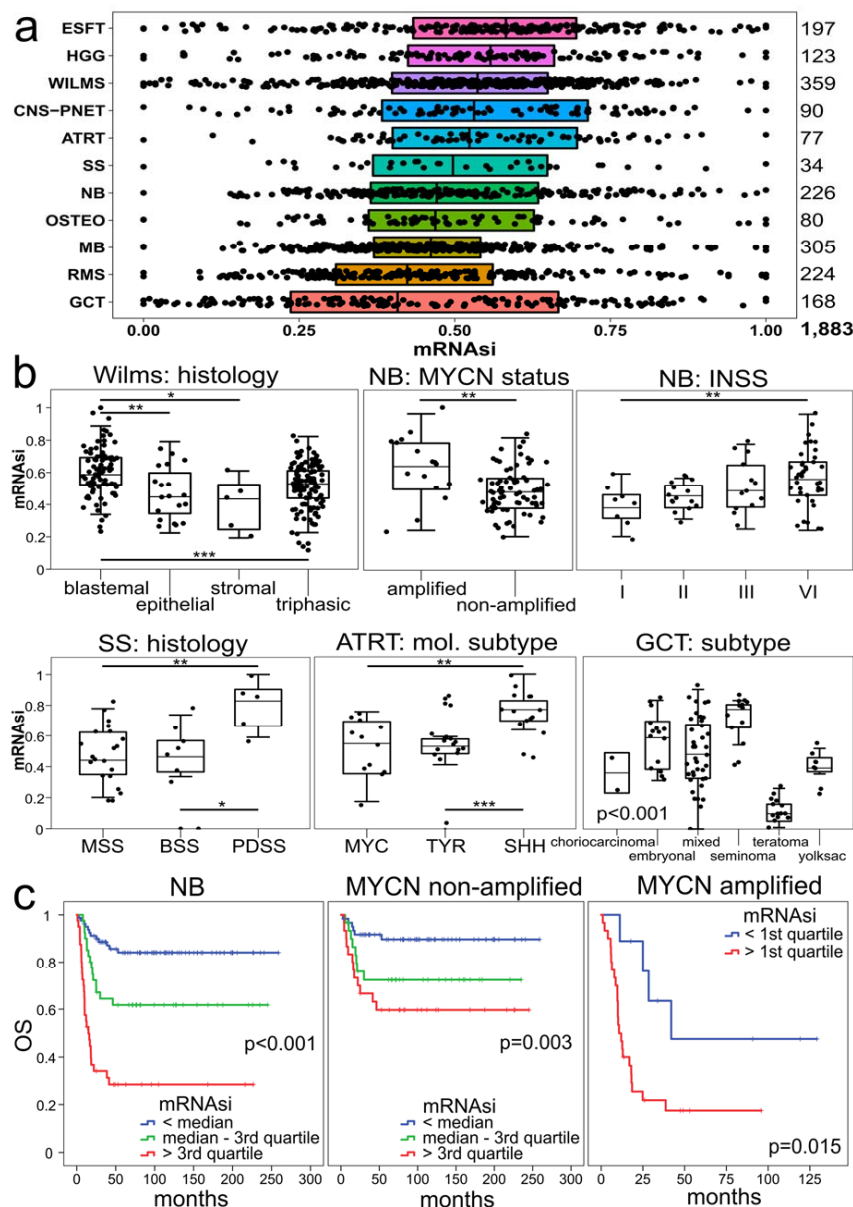 a
ESFT 197
HGG 123
WILMS 359
CNS-PNET 90
ATRT 77
SS 34
NB 226
OSTEO 80
MB 305
RMS 224
GCT 168
0.00 0.25 0.50 0.75 1.00 1,883
mRNAsi
b
Wilms: histology NB: MYCN status NB: INSS
* ** **
**
1
0.8
0.6
0.4
0.2
0
mRNAsi
***
blastemal stromal amplified I II III VI
epithelial triphasic non-amplified
SS: histology ATRT: mol. subtype GCT: subtype
** **
1
0.8
0.6
0.4
0.2
0
mRNAsi
* *** p<0.001
MSS BSS PDSS MYC TYR SHH choriocarcinoma mixed teratoma
embryonal seminoma yolksac
c
NB MYCN non-amplified MYCN amplified
1
0.8
0.6
0.4
0.2
0
OS
p<0.001
mRNAsi
< median
median - 3rd quartile
> 3rd quartile
0 50 100 150 200 250 300
months
p=0.003
mRNAsi
< median
median - 3rd quartile
> 3rd quartile
0 50 100 150 200 250 300
months
mRNAsi
< 1st quartile
> 1st quartile
p=0.015
0 25 50 75 100 125
months